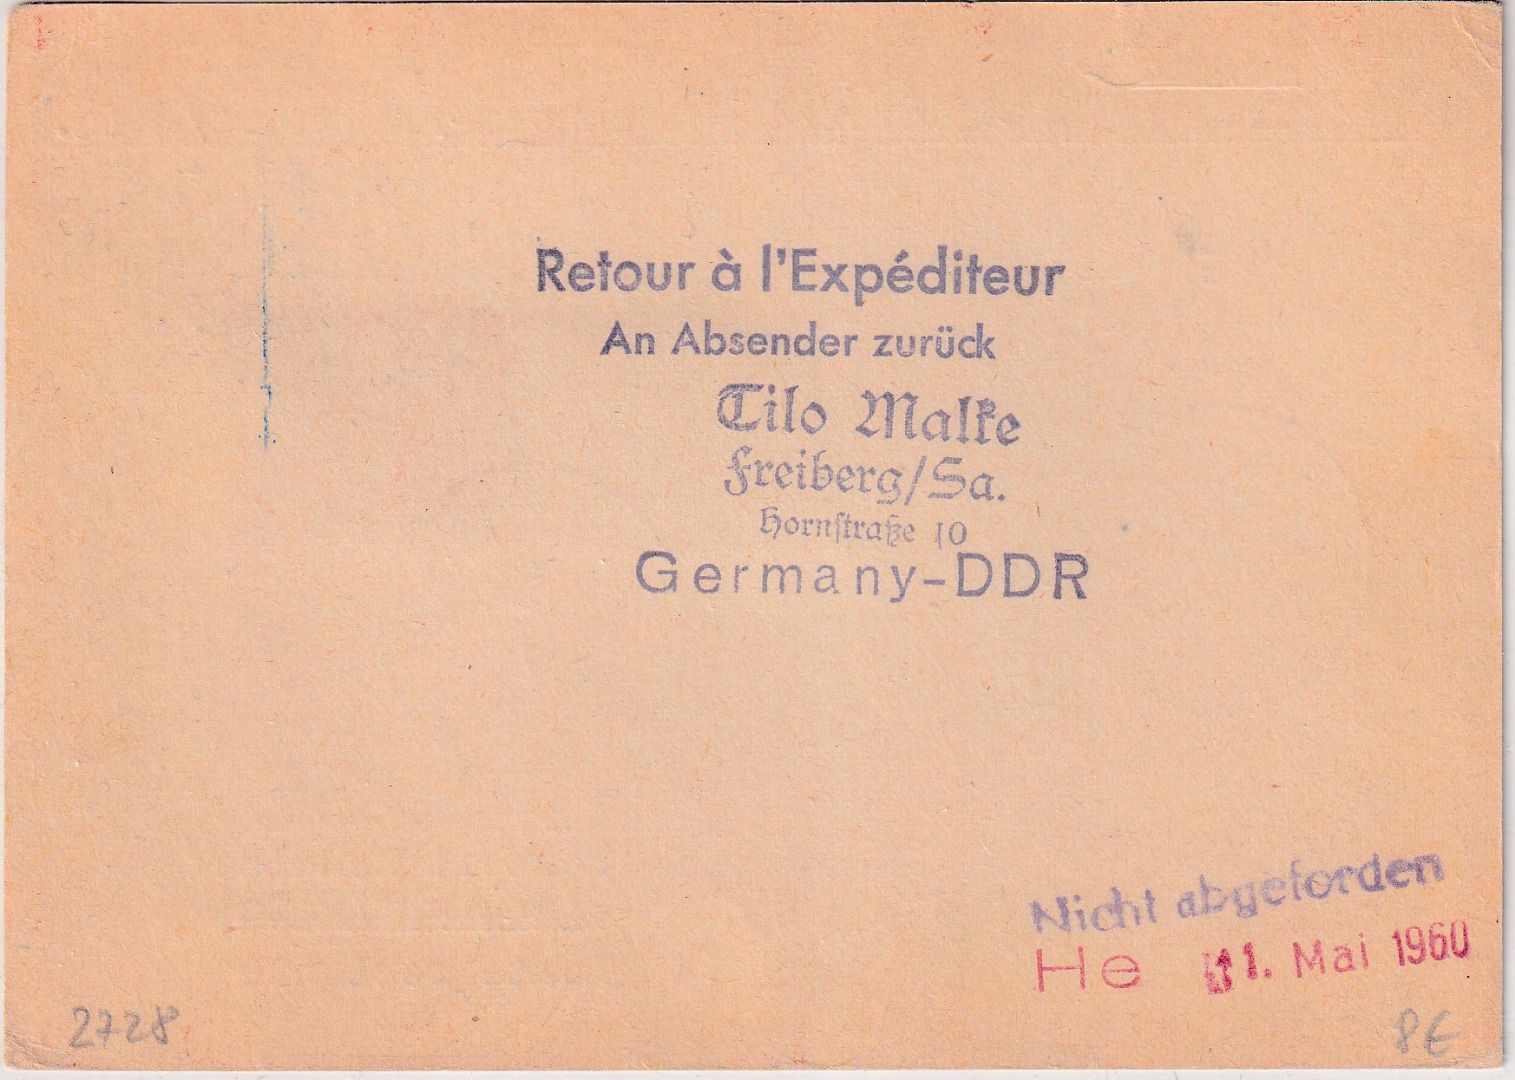 Retour à l'Expéditeur
An Absender zurück
Tilo Malke
Freiberg/Sa.
Hornstraße 10
Germany-DDR
Nicht abgefordert
He 11. Mai 1960
2728
8€